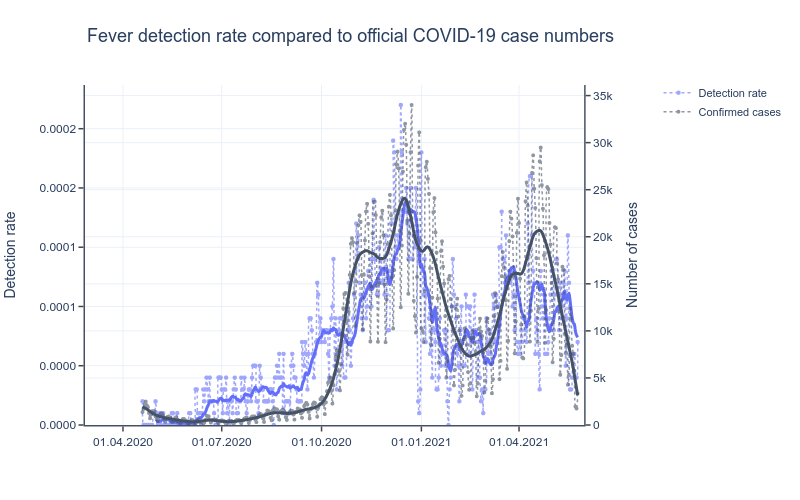 Fever detection rate compared to official COVID-19 case numbers
Detection rate
Confirmed cases
0.0002
0.0002
0.0001
0.0001
0.0000
0.0000
Detection rate
35k
30k
25k
20k
15k
10k
5k
0
Number of cases
01.04.2020
01.07.2020
01.10.2020
01.01.2021
01.04.2021